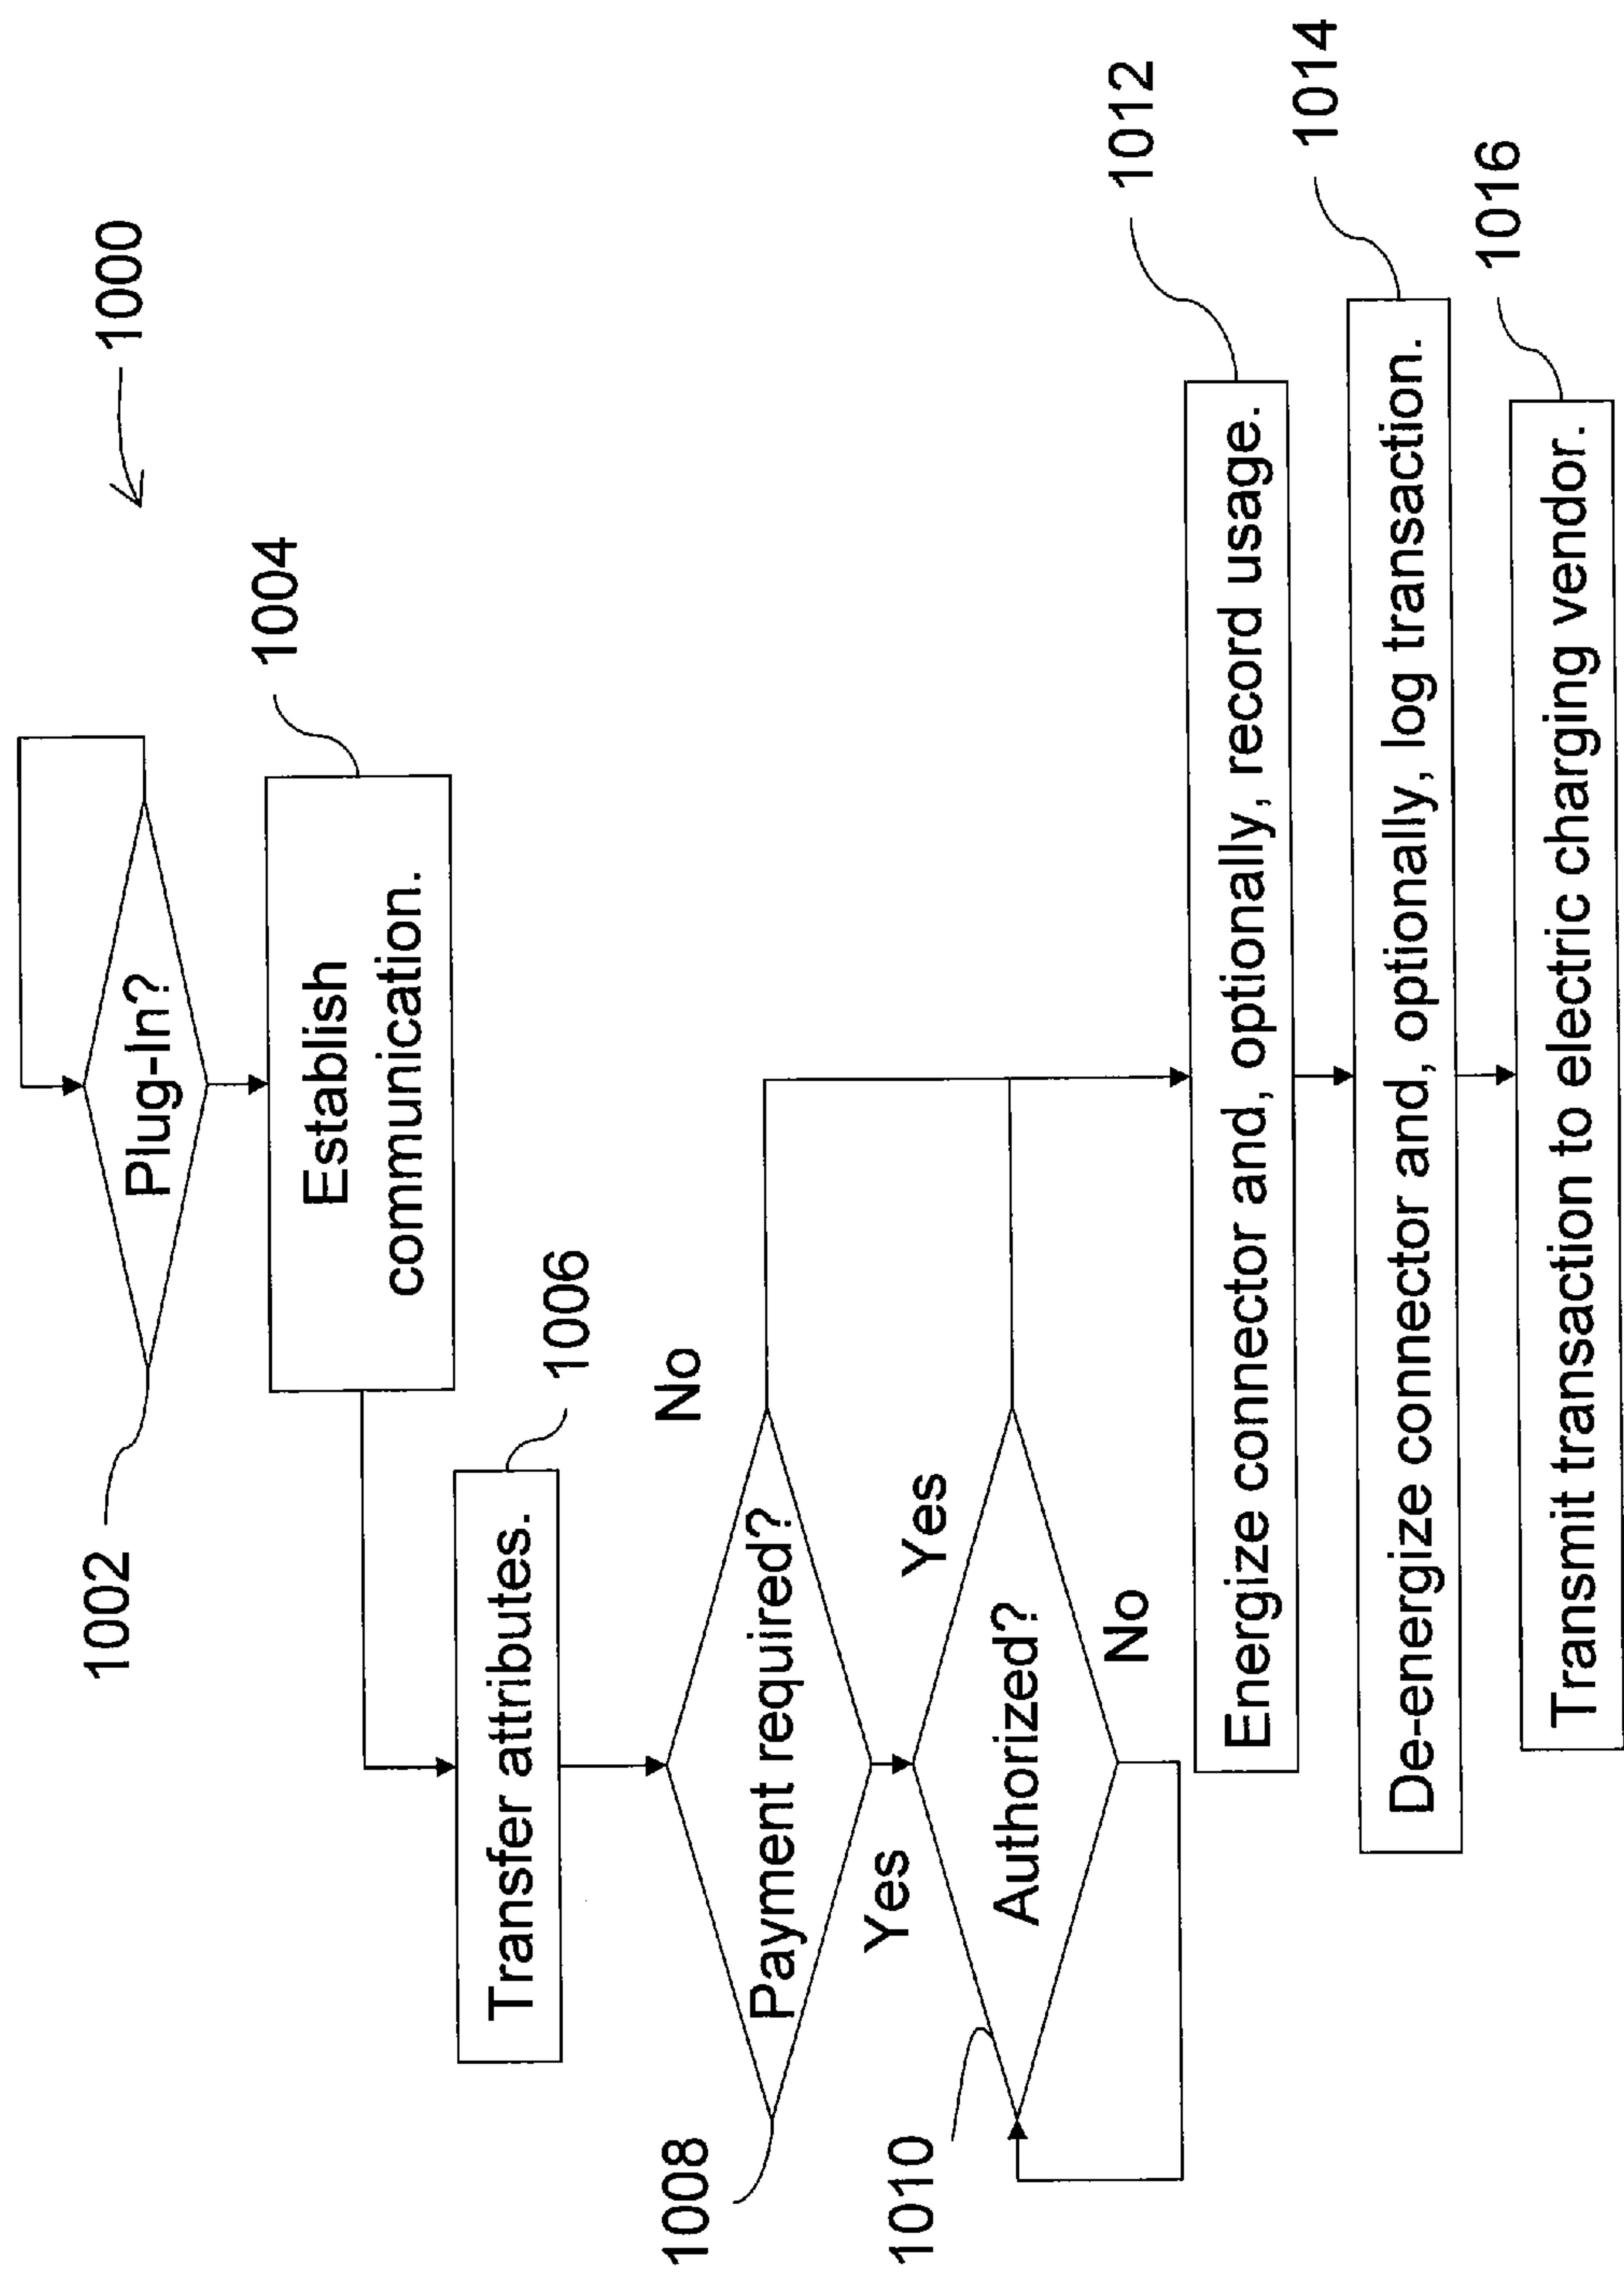 1000
Plug-In?
1002
1004
Establish
communication.
1006
Transfer attributes.
No
1008
Payment required?
Yes
Yes
1010
Authorized?
No
1012
Energize connector and, optionally, record usage.
1014
De-energize connector and, optionally, log transaction.
1016
Transmit transaction to electric charging vendor.